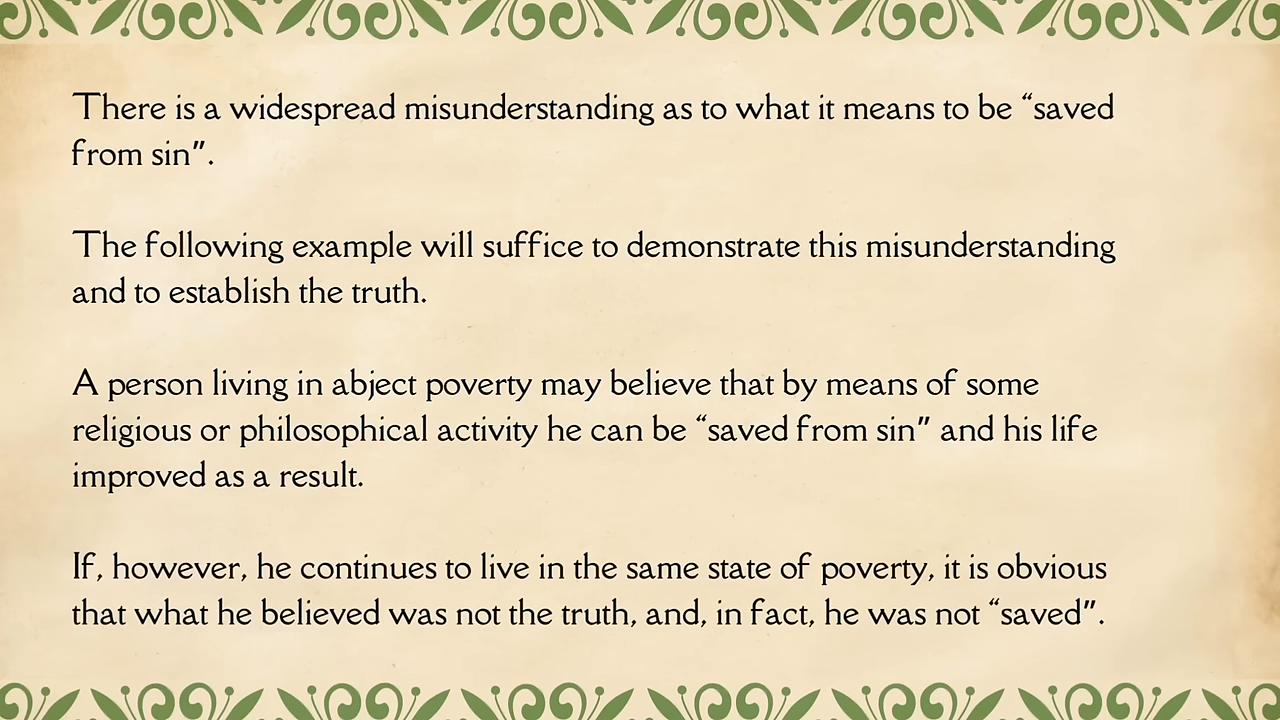 There is a widespread misunderstanding as to what it means to be “saved
from sin".
The following example will suffice to demonstrate this misunderstanding
and to establish the truth.
A person living in abject poverty may believe that by means of some
religious or philosophical activity he can be “saved from sin" and his life
improved as a result.
If, however, he continues to live in the same state of poverty, it is obvious
that what he believed was not the truth, and, in fact, he was not “saved".